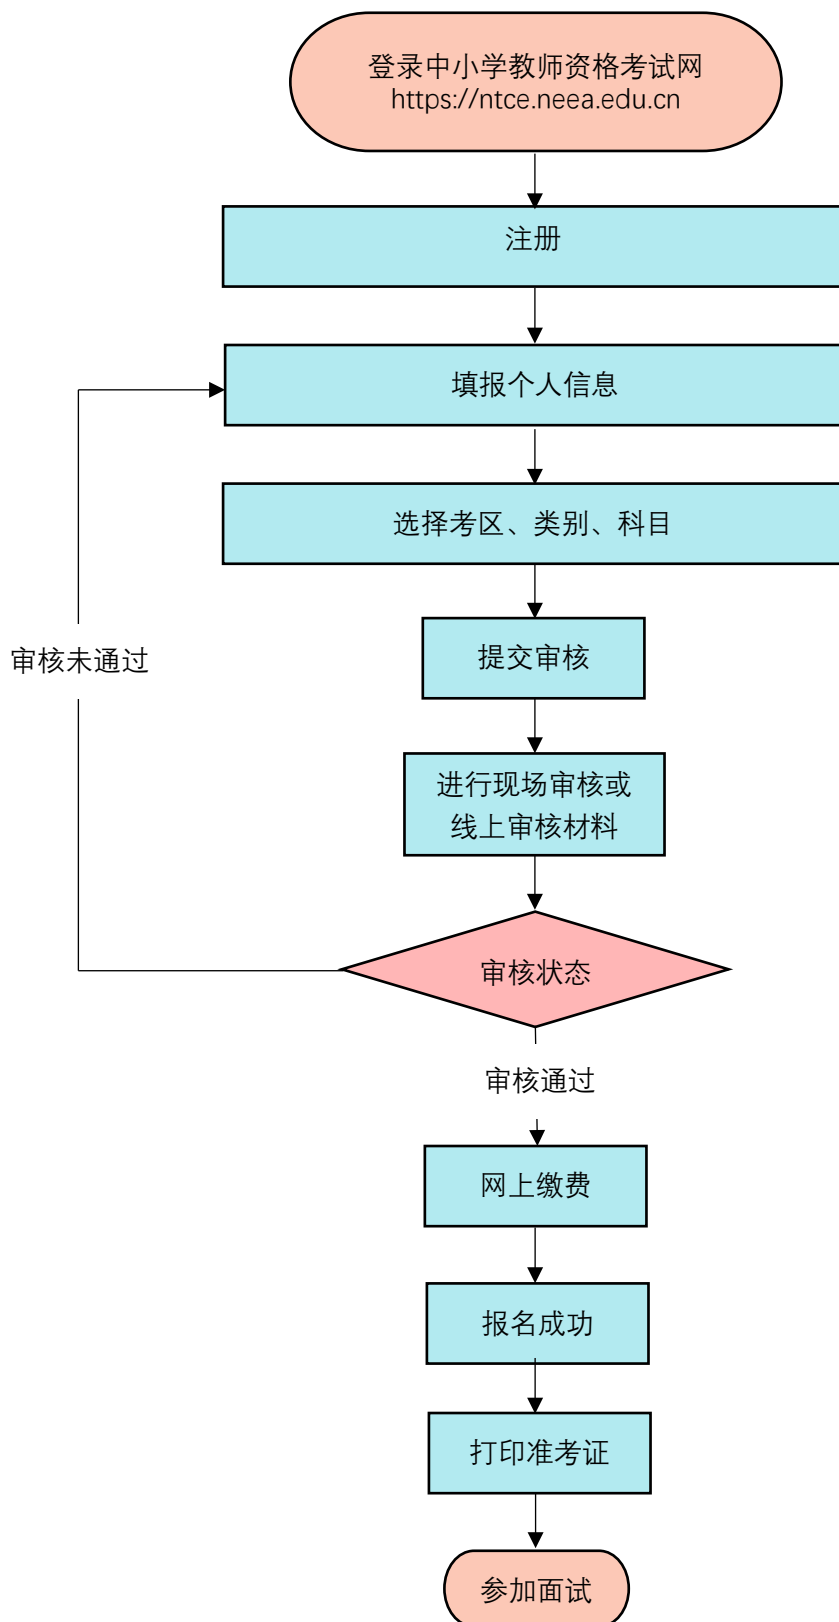 登录中小学教师资格考试网
https://ntce.neea.edu.cn
注册
填报个人信息
选择考区、类别、科目
提交审核
审核未通过
进行现场审核或
线上审核材料
审核状态
审核通过
网上缴费
报名成功
打印准考证
参加面试